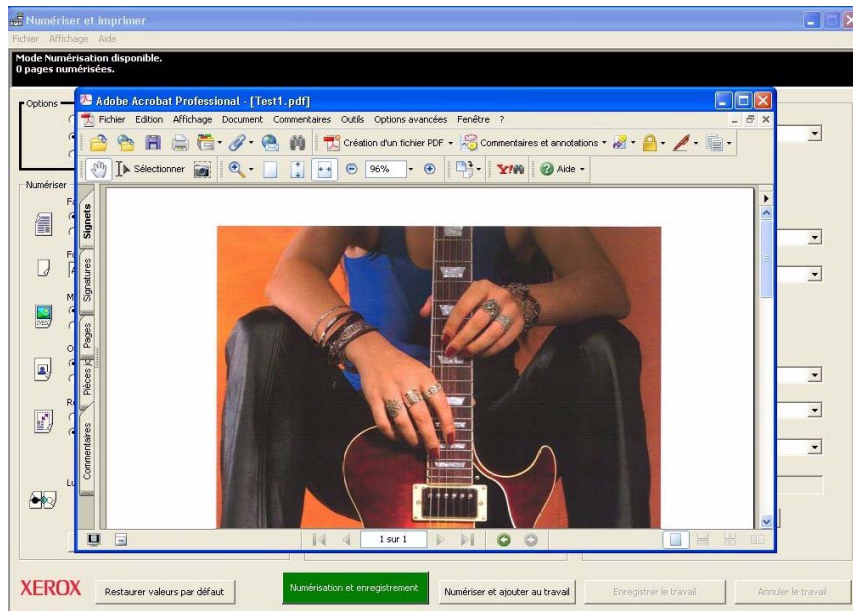 Numériser et imprimer
Fichier Affichage Aide
Mode Numérisation disponible.
0 pages numérisées.
Options
Adobe Acrobat Professional - [Test1.pdf]
Fichier Edition Affichage Document Commentaires Outils Options avancées Fenêtre ?
Création d'un fichier PDF Commentaires et annotations
Sélectionner 96% Y! Aide
Numériser
Signets
Signatures
Pages
Pièces jo
Commentaires
1 sur 1
XEROX Restaurer valeurs par défaut Numérisation et enregistrement Numériser et ajouter au travail Enregistrer le travail Annuler le travail